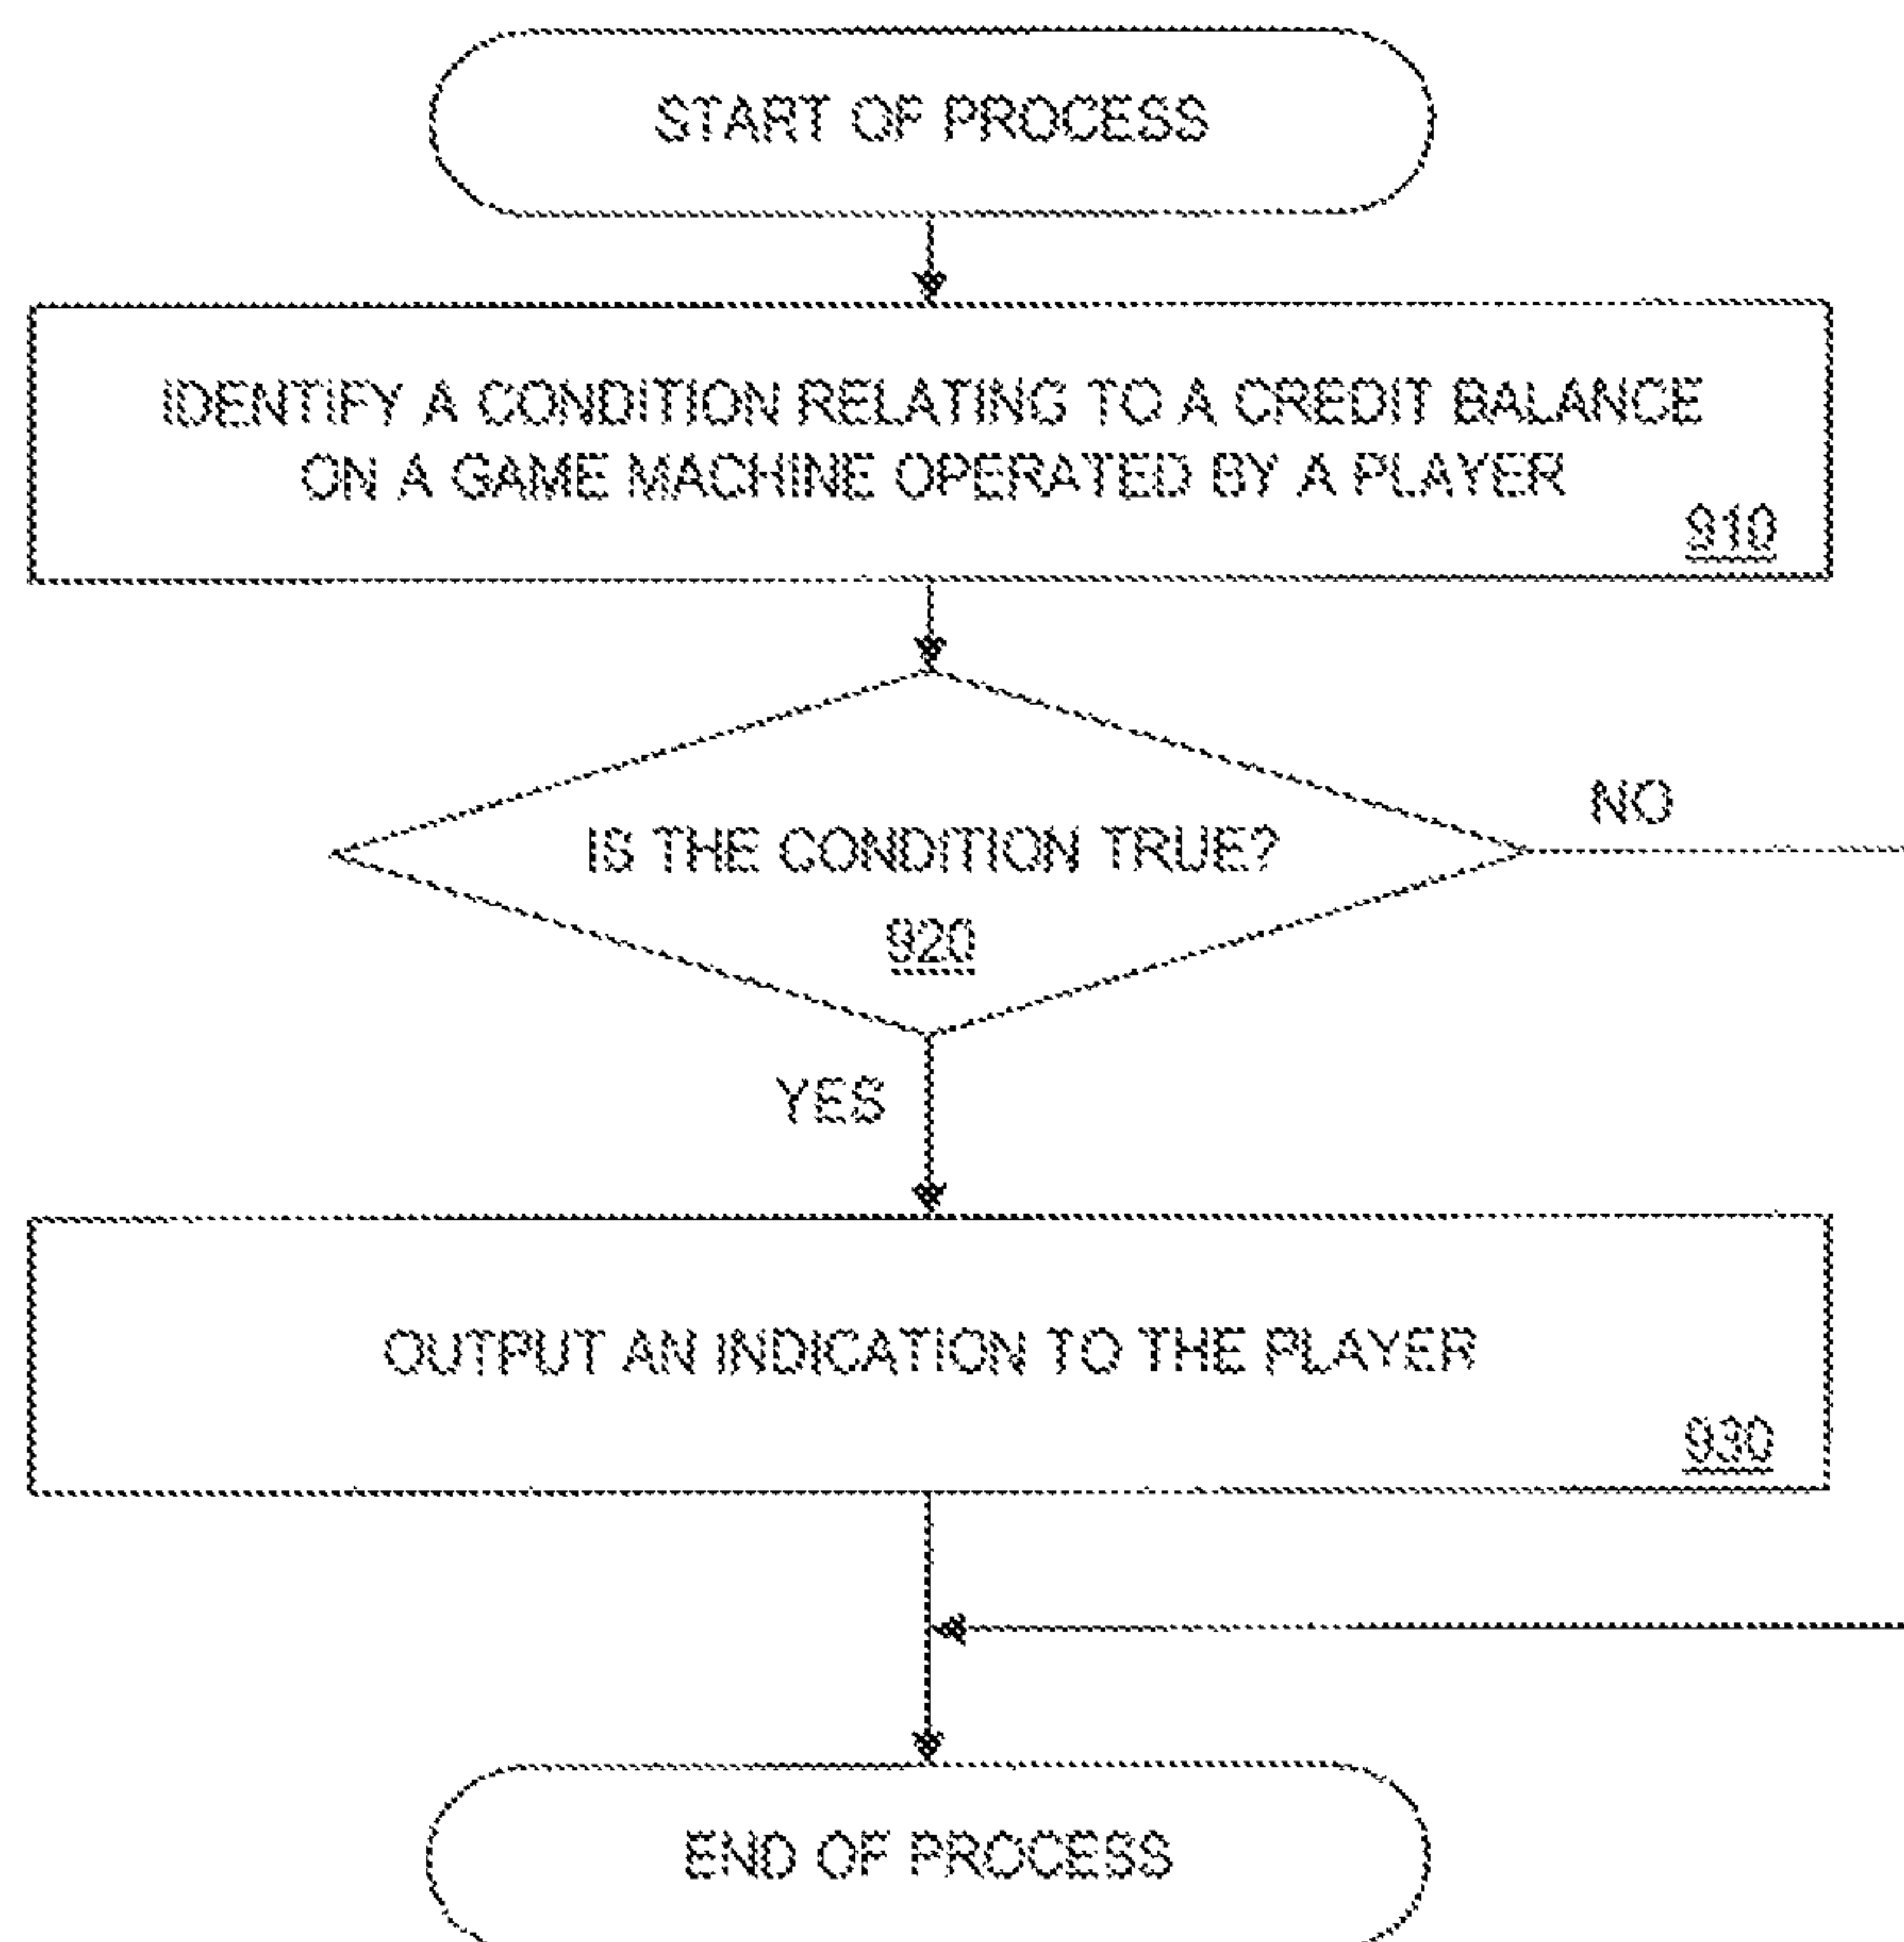 START OF PROCESS
IDENTIFY A CONDITION RELATING TO A CREDIT BALANCE
ON A GAME MACHINE OPERATED BY A PLAYER
910
NO
IS THE CONDITION TRUE?
920
YES
OUTPUT AN INDICATION TO THE PLAYER
930
END OF PROCESS